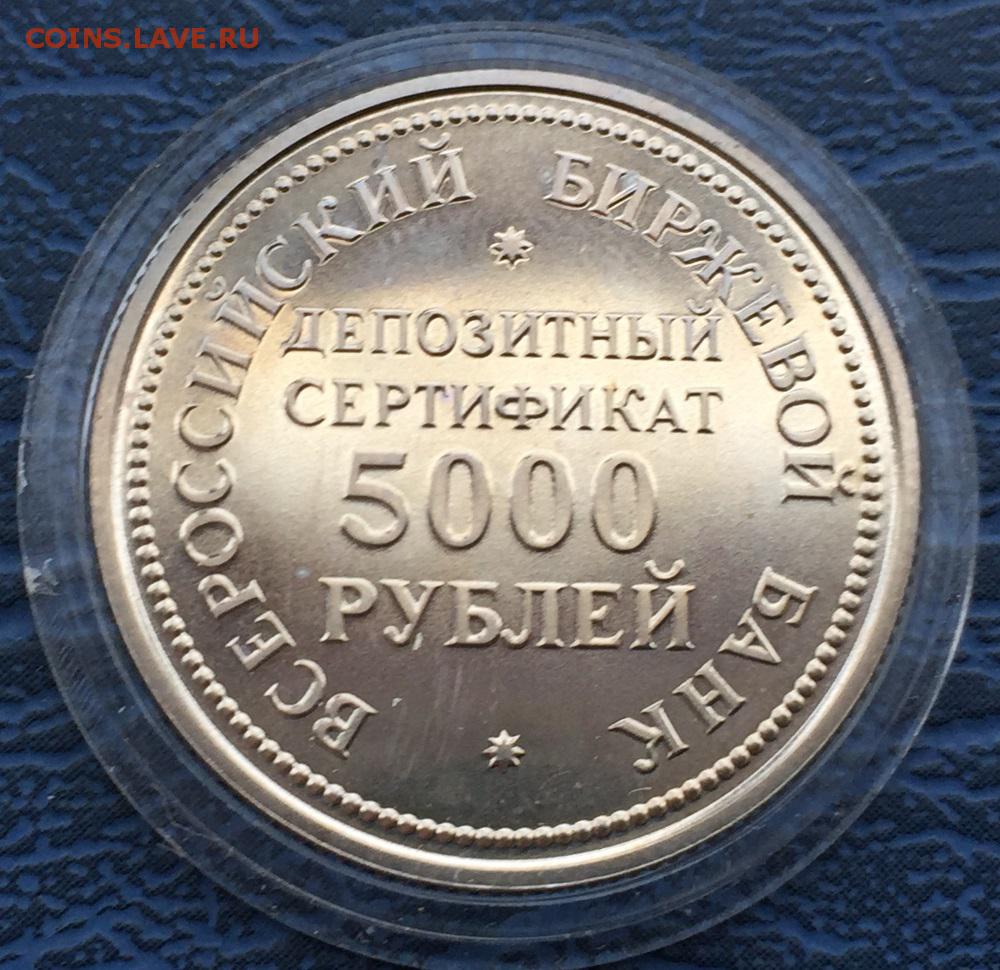 COINS.LAVE.RU
ВСЕРОССИЙСКИЙ БИРЖЕВОЙ БАНК
ДЕПОЗИТНЫЙ
СЕРТИФИКАТ
5000
РУБЛЕЙ